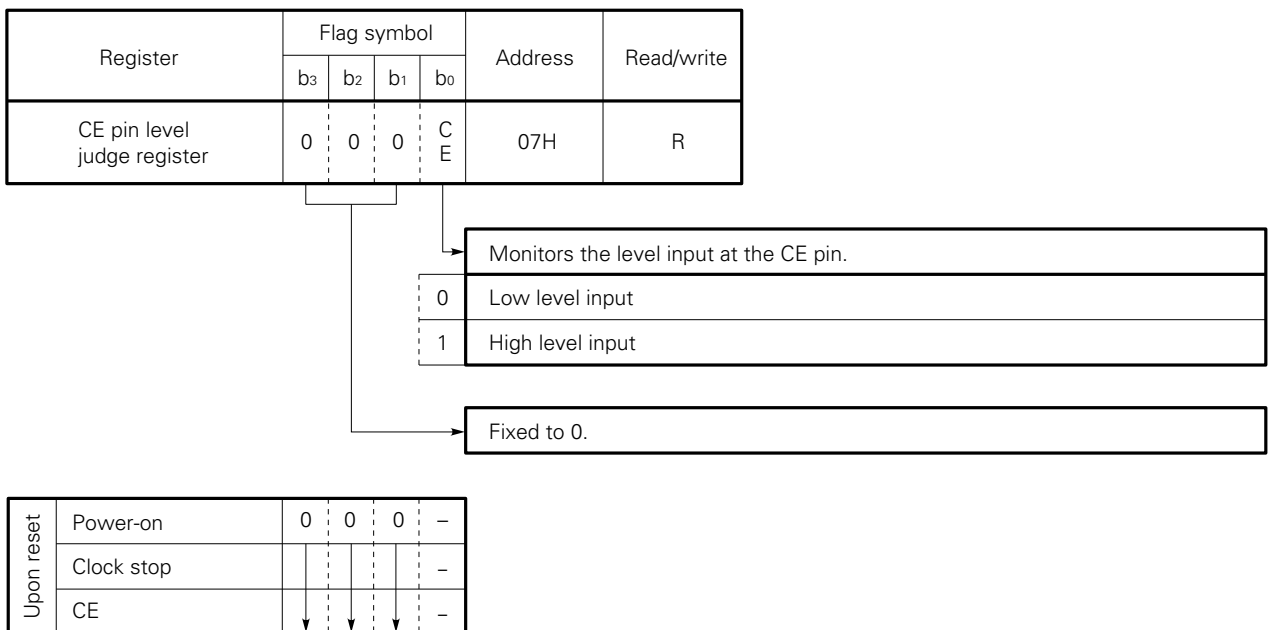 Register Flag symbol Address Read/write
b3 b2 b1 b0
CE pin level
judge register
0 0 0 C
E
07H R
Monitors the level input at the CE pin.
0 Low level input
1 High level input
Fixed to 0.
Upon reset
Power-on 0 0 0 –
Clock stop –
CE –